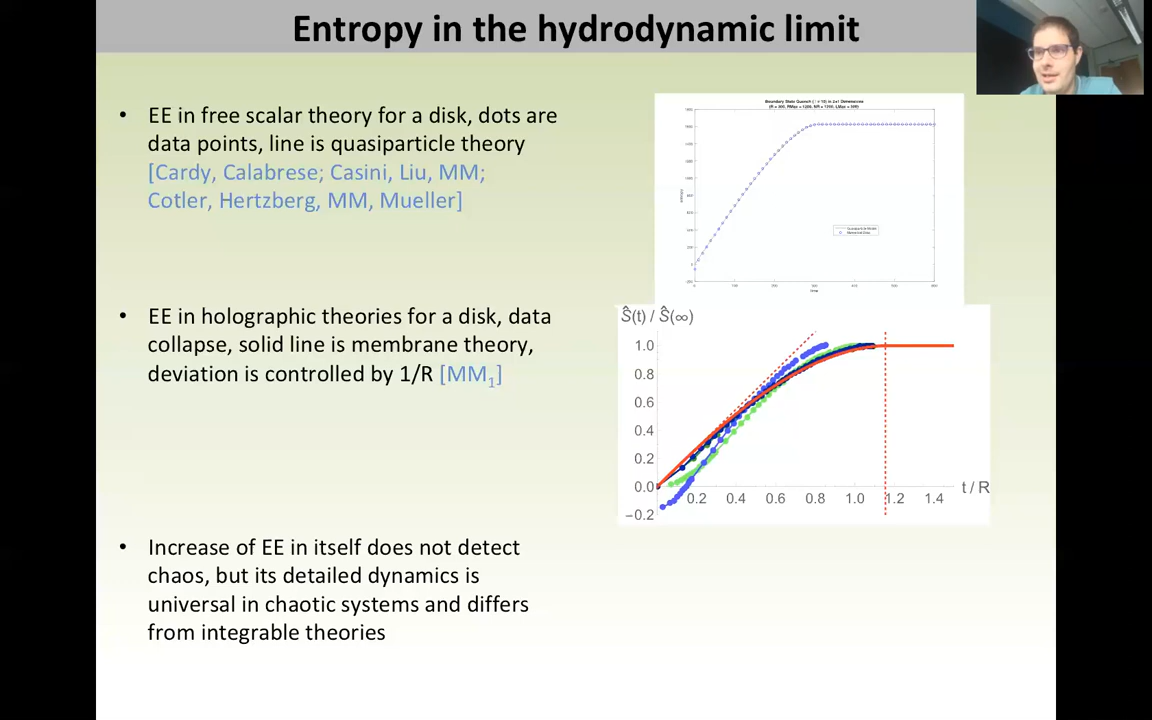 Entropy in the hydrodynamic limit
• EE in free scalar theory for a disk, dots are
data points, line is quasiparticle theory
[Cardy, Calabrese; Casini, Liu, MM;
Cotler, Hertzberg, MM, Mueller]
• EE in holographic theories for a disk, data
collapse, solid line is membrane theory,
deviation is controlled by 1/R [MM₁]
• Increase of EE in itself does not detect
chaos, but its detailed dynamics is
universal in chaotic systems and differs
from integrable theories
Ŝ(t) / Ŝ(∞)
1.0
0.8
0.6
0.4
0.2
0.0
−0.2
0.2 0.4 0.6 0.8 1.0 1.2 1.4
t / R